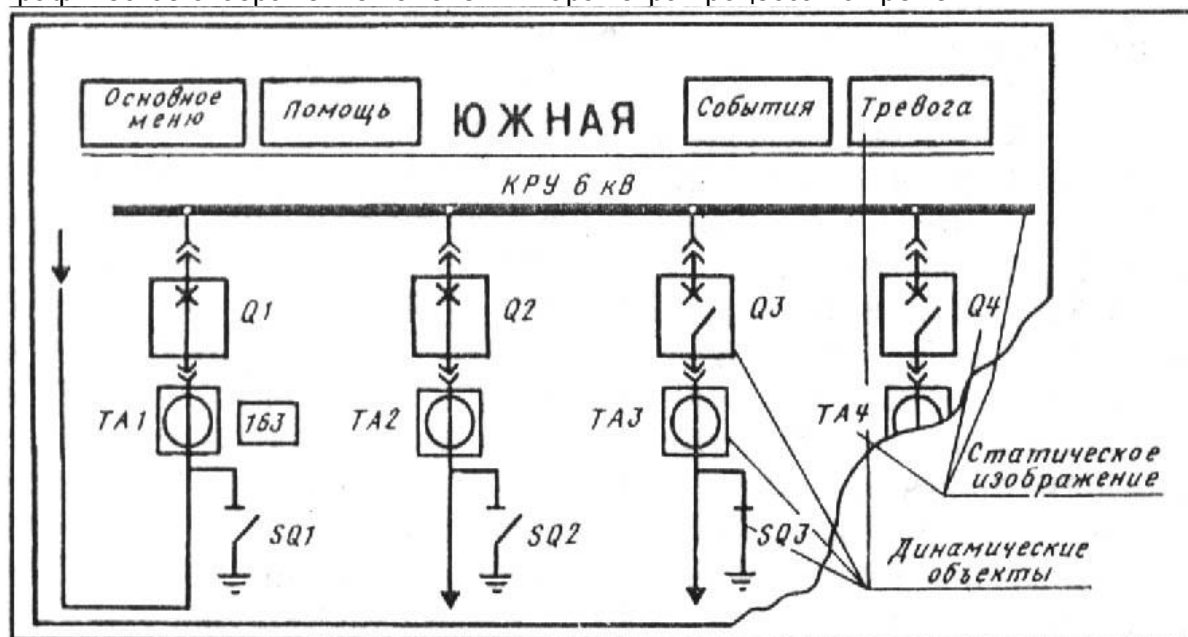 Основное
меню
Помощь
ЮЖНАЯ
События
Тревога
КРУ 6 кВ
Q1
Q2
Q3
Q4
TA1
163
TA2
TA3
TA4
Статическое
изображение
SQ1
SQ2
SQ3
Динамические
объекты